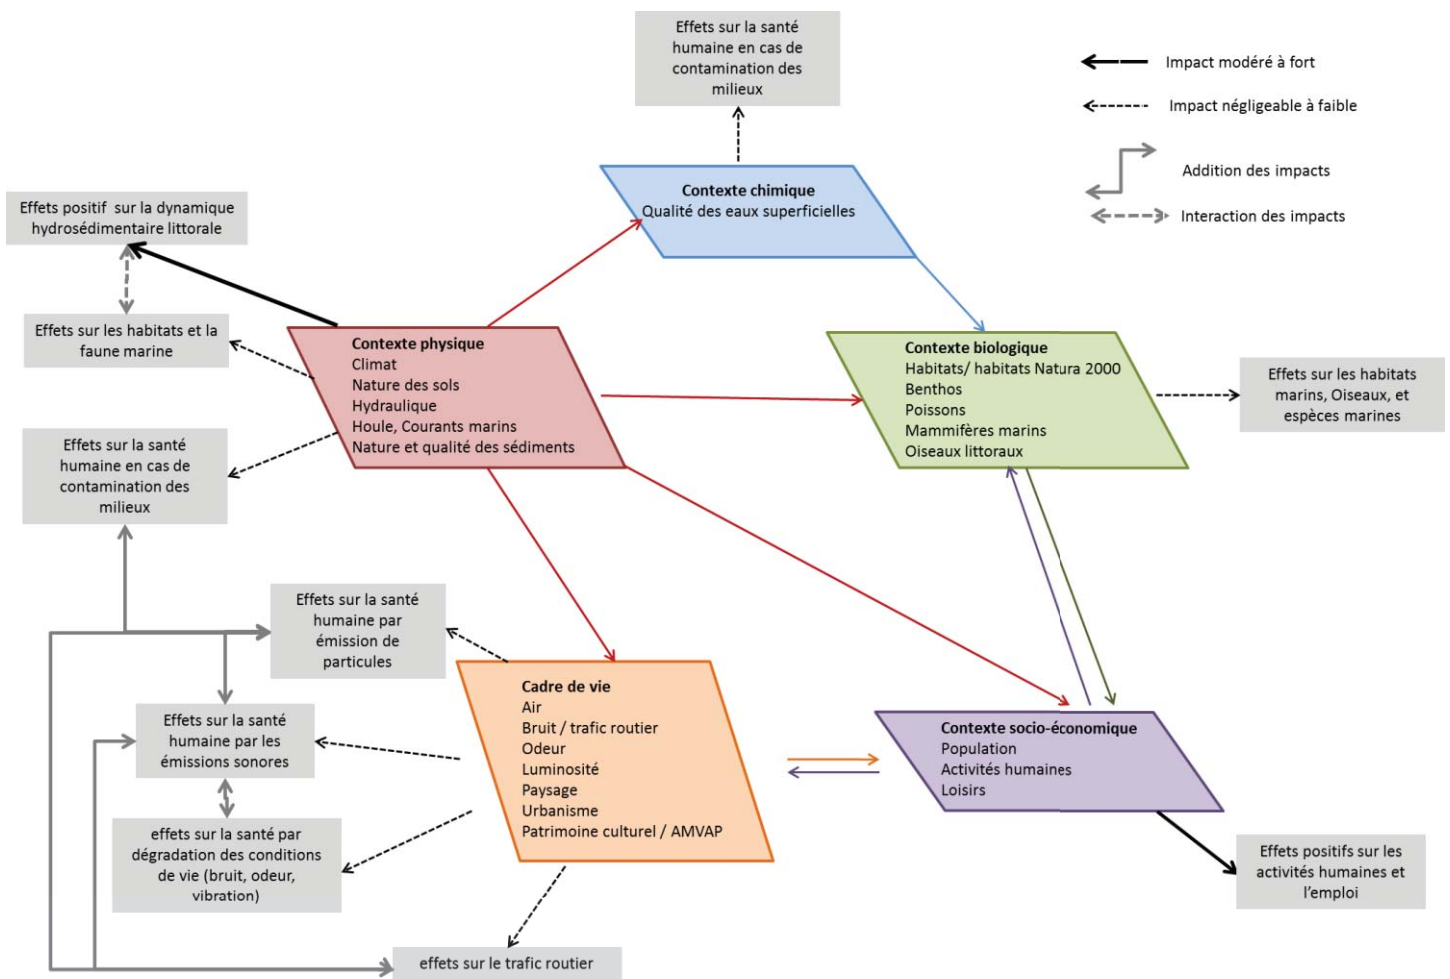 Effets sur la santé
humaine en cas de
contamination des
milieux
Impact modéré à fort
Impact négligeable à faible
Addition des impacts
Interaction des impacts
Contexte chimique
Qualité des eaux superficielles
Effets positif sur la dynamique
hydrosédimentaire littorale
Effets sur les habitats et la
faune marine
Contexte physique
Climat
Nature des sols
Hydraulique
Houle, Courants marins
Nature et qualité des sédiments
Contexte biologique
Habitats/ habitats Natura 2000
Benthos
Poissons
Mammifères marins
Oiseaux littoraux
Effets sur les habitats
marins, Oiseaux, et
espèces marines
Effets sur la santé
humaine en cas de
contamination des
milieux
Effets sur la santé
humaine par
émission de
particules
Cadre de vie
Air
Bruit / trafic routier
Odeur
Luminosité
Paysage
Urbanisme
Patrimoine culturel / AMVAP
Contexte socio-économique
Population
Activités humaines
Loisirs
Effets sur la santé
humaine par les
émissions sonores
effets sur la santé par
dégradation des conditions
de vie (bruit, odeur,
vibration)
Effets positifs sur les
activités humaines et
l'emploi
effets sur le trafic routier